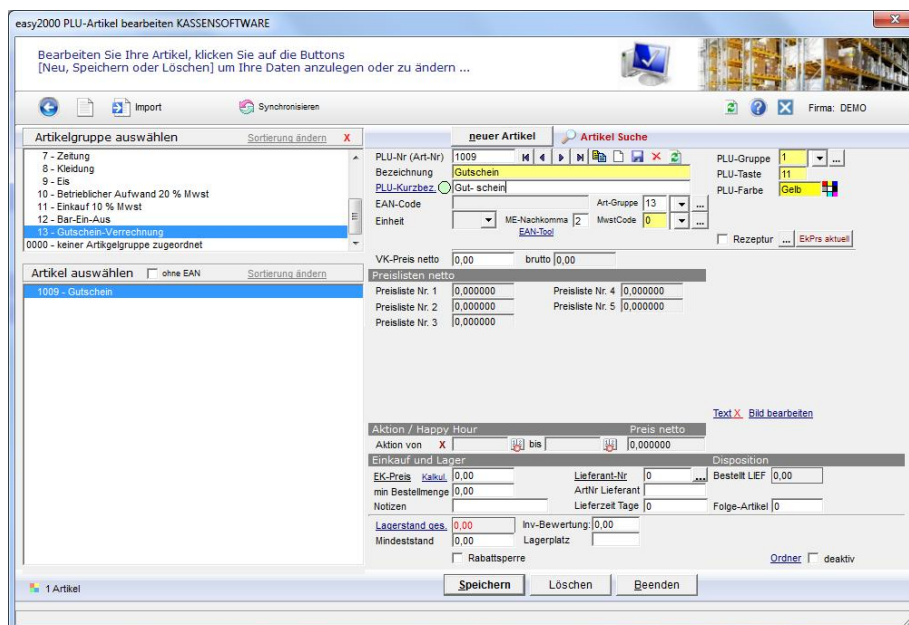 easy2000 PLU-Artikel bearbeiten KASSENSOFTWARE
Bearbeiten Sie Ihre Artikel, klicken Sie auf die Buttons
[Neu, Speichern oder Löschen] um Ihre Daten anzulegen oder zu ändern ...
Import Synchronisieren Firma: DEMO
Artikelgruppe auswählen Sortierung ändern X
7 - Zeitung
8 - Kleidung
9 - Eis
10 - Betrieblicher Aufwand 20 % Mwst
11 - Einkauf 10 % Mwst
12 - Bar-Ein-Aus
13 - Gutschein-Verrechnung
0000 - keiner Artikgelgruppe zugeordnet
Artikel auswählen ohne EAN Sortierung ändern
1009 - Gutschein
1 Artikel
neuer Artikel Artikel Suche
PLU-Nr (Art-Nr) 1009 PLU-Gruppe 1 ...
Bezeichnung Gutschein PLU-Taste 11
PLU-Kurzbez. Gut- schein PLU-Farbe Gelb
EAN-Code Art-Gruppe 13 ...
Einheit ME-Nachkomma 2 MwstCode 0 ...
EAN-Tool
Rezeptur ... EkPrs aktuell
VK-Preis netto 0,00 brutto 0,00
Preislisten netto
Preisliste Nr. 1 0,000000 Preisliste Nr. 4 0,000000
Preisliste Nr. 2 0,000000 Preisliste Nr. 5 0,000000
Preisliste Nr. 3 0,000000
Text X Bild bearbeiten
Aktion / Happy Hour Preis netto
Aktion von X bis 0,000000
Einkauf und Lager Disposition
EK-Preis Kalkul. 0,00 Lieferant-Nr 0 ... Bestellt LIEF 0,00
min Bestellmenge 0,00 ArtNr Lieferant
Notizen Lieferzeit Tage 0 Folge-Artikel 0
Lagerstand ges. 0,00 Inv-Bewertung: 0,00
Mindeststand 0,00 Lagerplatz
Rabattsperre Ordner deaktiv
Speichern Löschen Beenden